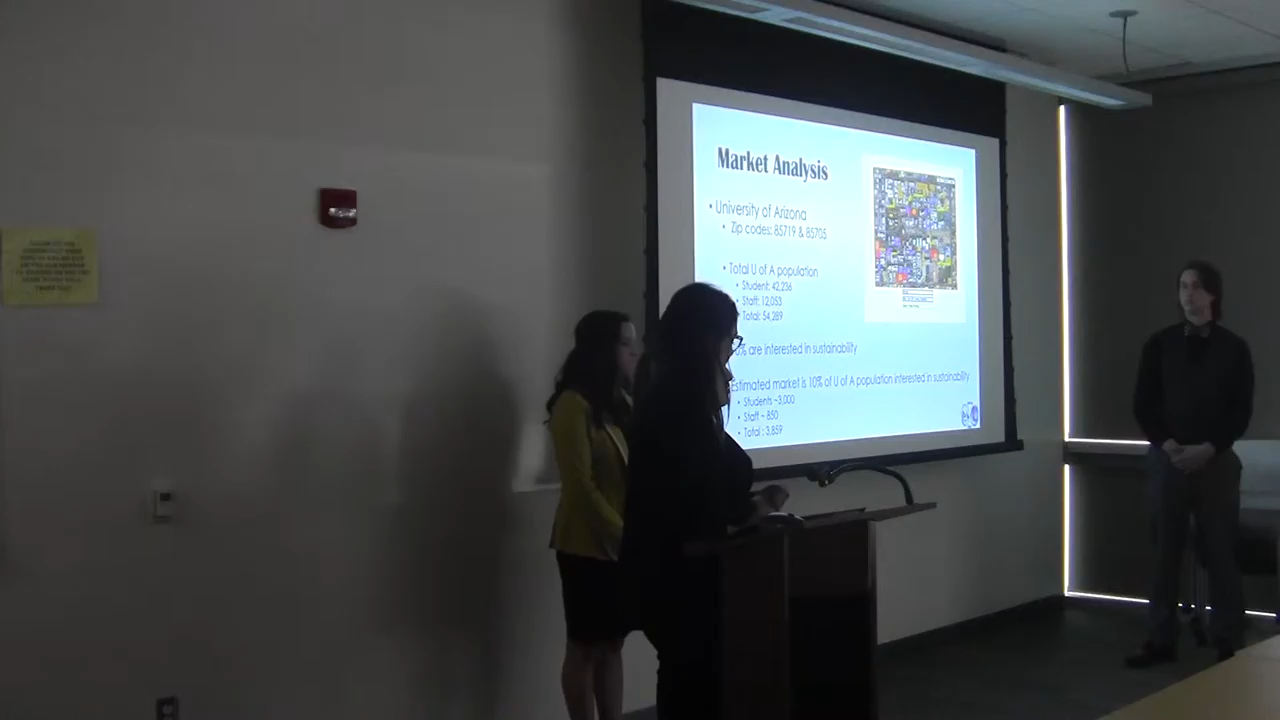 Market Analysis
• University of Arizona
• Zip codes: 85719 & 85705
• Total U of A population
• Student: 42,236
• Staff: 12,053
• Total: 54,289
% are interested in sustainability
Estimated market is 10% of U of A population interested in sustainability
• Students ~3,000
• Staff ~ 850
• Total : 3,859